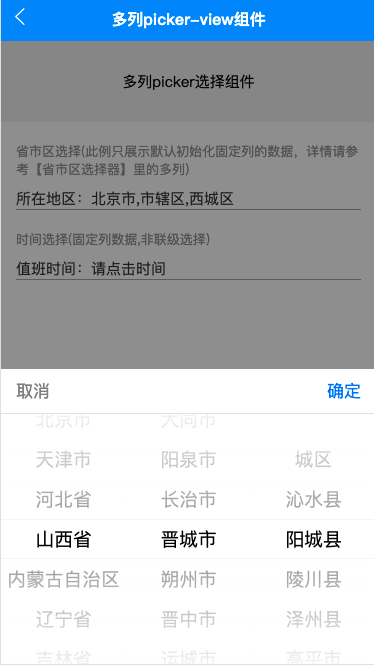 多列picker-view组件
多列picker选择组件
省市区选择(此例只展示默认初始化固定列的数据，详情请参
考【省市区选择器】里的多列)
所在地区：北京市,市辖区,西城区
时间选择(固定列数据,非联级选择)
值班时间：请点击时间
取消 确定
北京市 大同市
天津市 阳泉市 城区
河北省 长治市 沁水县
山西省 晋城市 阳城县
内蒙古自治区 朔州市 陵川县
辽宁省 晋中市 泽州县
吉林省 运城市 高平市